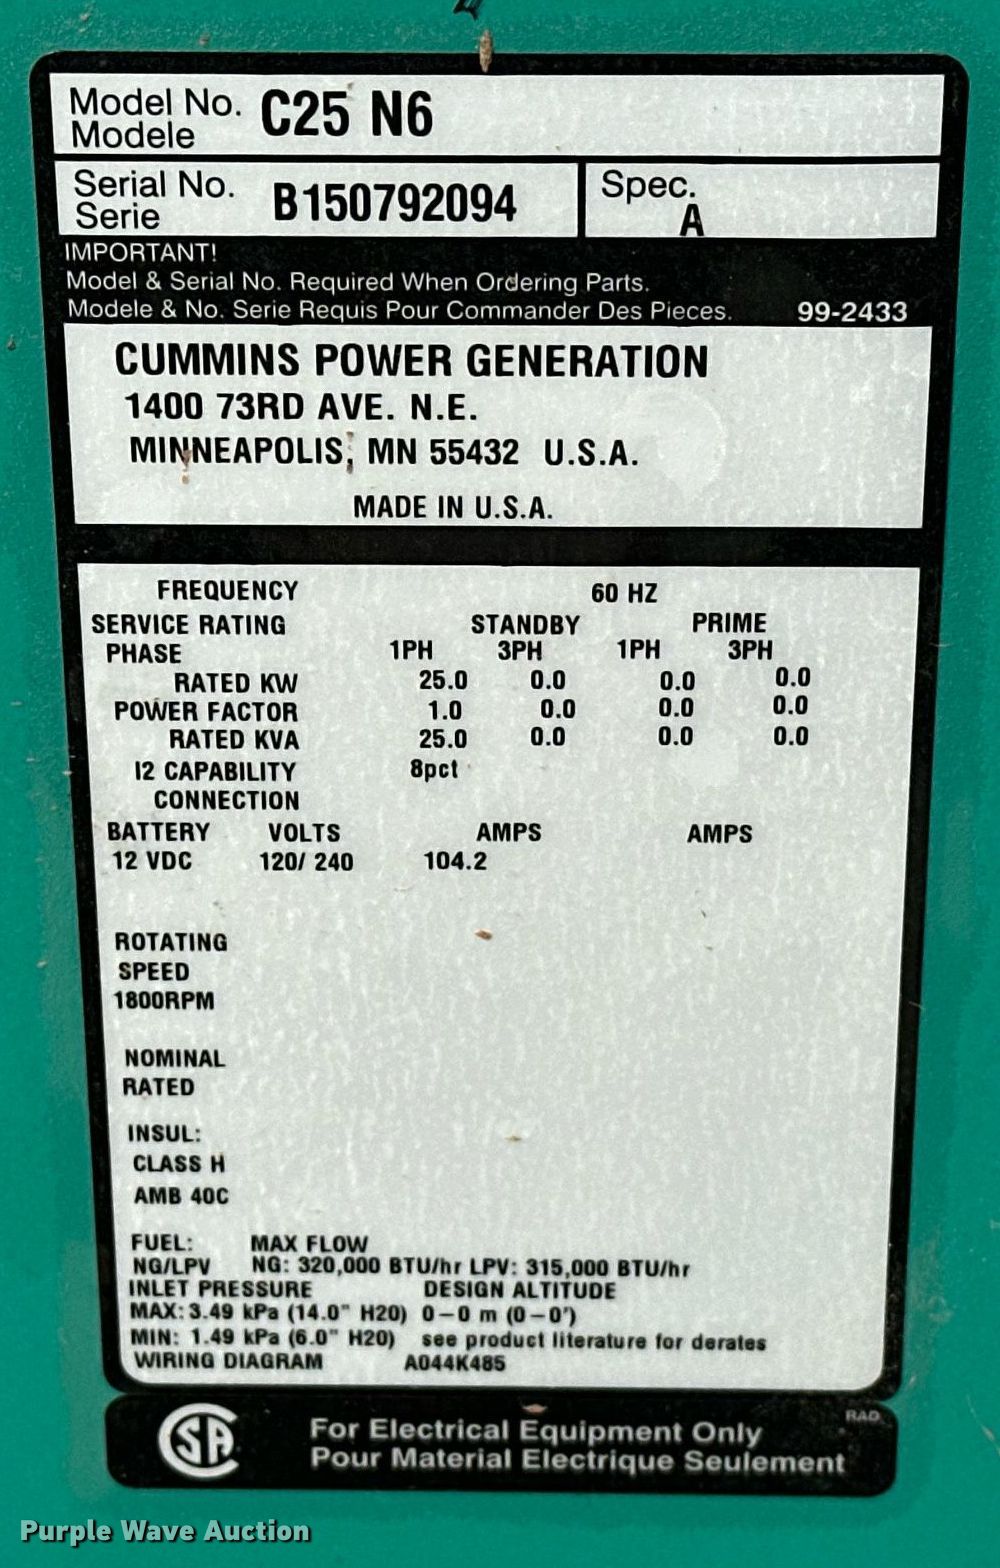 Model No. C25 N6
Modele
Serial No. B150792094 Spec.
Serie A
IMPORTANT!
Model & Serial No. Required When Ordering Parts.
Modele & No. Serie Requis Pour Commander Des Pieces. 99-2433
CUMMINS POWER GENERATION
1400 73RD AVE. N.E.
MINNEAPOLIS, MN 55432 U.S.A.
MADE IN U.S.A.
FREQUENCY 60 HZ
SERVICE RATING STANDBY PRIME
PHASE 1PH 3PH 1PH 3PH
RATED KW 25.0 0.0 0.0 0.0
POWER FACTOR 1.0 0.0 0.0 0.0
RATED KVA 25.0 0.0 0.0 0.0
I2 CAPABILITY 8pct
CONNECTION
BATTERY VOLTS AMPS AMPS
12 VDC 120/ 240 104.2
ROTATING
SPEED
1800RPM
NOMINAL
RATED
INSUL:
CLASS H
AMB 40C
FUEL: MAX FLOW
NG/LPV NG: 320,000 BTU/hr LPV: 315,000 BTU/hr
INLET PRESSURE DESIGN ALTITUDE
MAX: 3.49 kPa (14.0" H20) 0-0 m (0-0')
MIN: 1.49 kPa (6.0" H20) see product literature for derates
WIRING DIAGRAM A044K485
RAD.
SA For Electrical Equipment Only
Pour Material Electrique Seulement
Purple Wave Auction